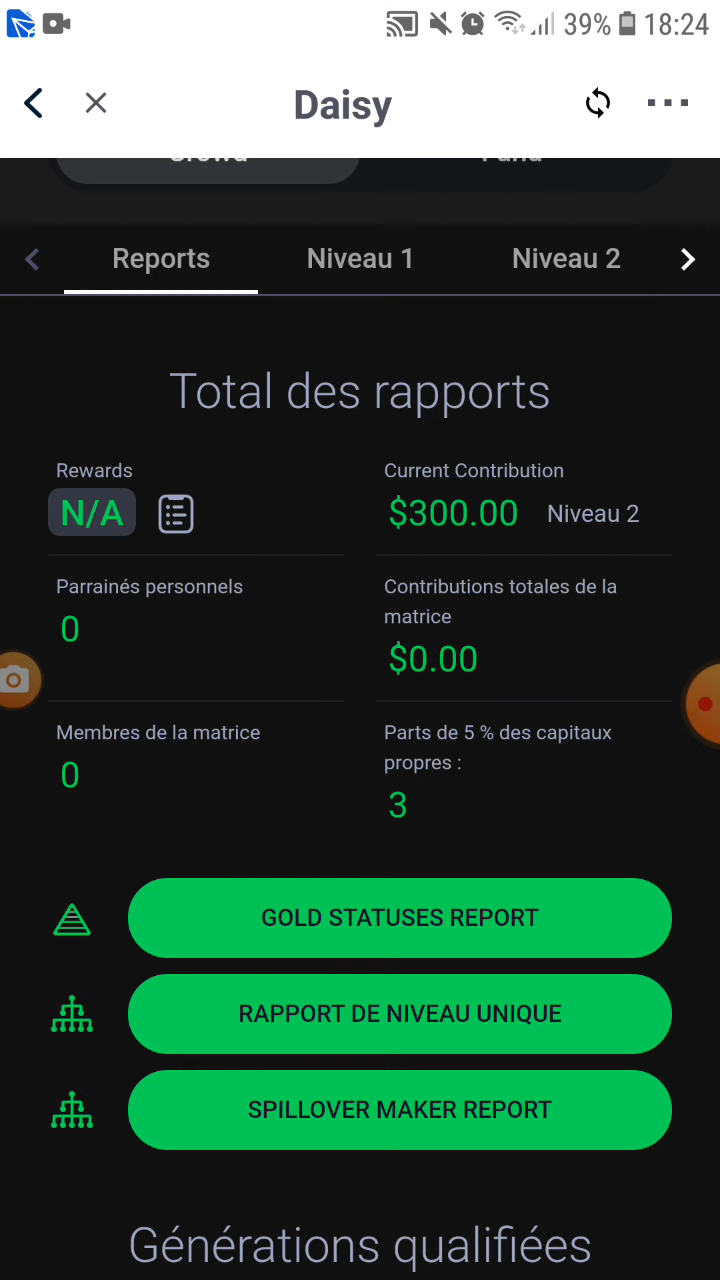 39% 18:24
Daisy
Reports Niveau 1 Niveau 2
Total des rapports
Rewards
N/A
Current Contribution
$300.00 Niveau 2
Parrainés personnels
0
Contributions totales de la
matrice
$0.00
Membres de la matrice
0
Parts de 5 % des capitaux
propres :
3
GOLD STATUSES REPORT
RAPPORT DE NIVEAU UNIQUE
SPILLOVER MAKER REPORT
Générations qualifiées